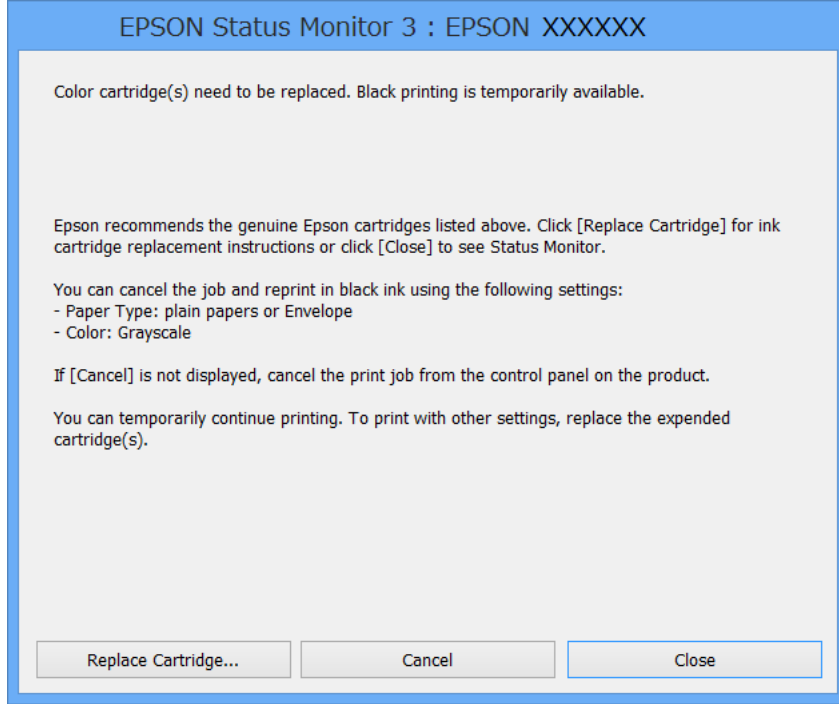 EPSON Status Monitor 3 : EPSON XXXXXX
Color cartridge(s) need to be replaced. Black printing is temporarily available.
Epson recommends the genuine Epson cartridges listed above. Click [Replace Cartridge] for ink
cartridge replacement instructions or click [Close] to see Status Monitor.
You can cancel the job and reprint in black ink using the following settings:
- Paper Type: plain papers or Envelope
- Color: Grayscale
If [Cancel] is not displayed, cancel the print job from the control panel on the product.
You can temporarily continue printing. To print with other settings, replace the expended
cartridge(s).
Replace Cartridge...
Cancel
Close